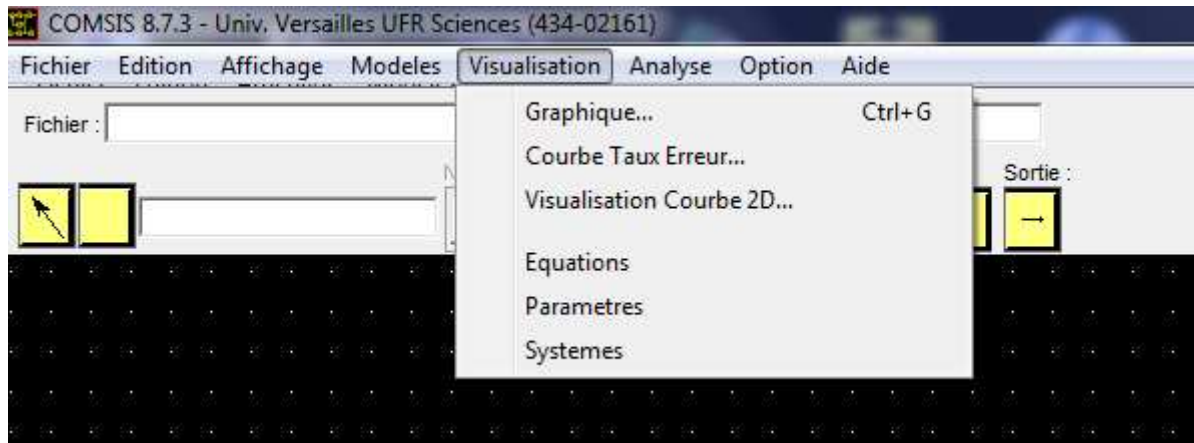 COMSIS 8.7.3 - Univ. Versailles UFR Sciences (434-02161)
Fichier Edition Affichage Modeles Visualisation Analyse Option Aide
Fichier :
Graphique... Ctrl+G
Courbe Taux Erreur...
Visualisation Courbe 2D...
Sortie :
Equations
Parametres
Systemes